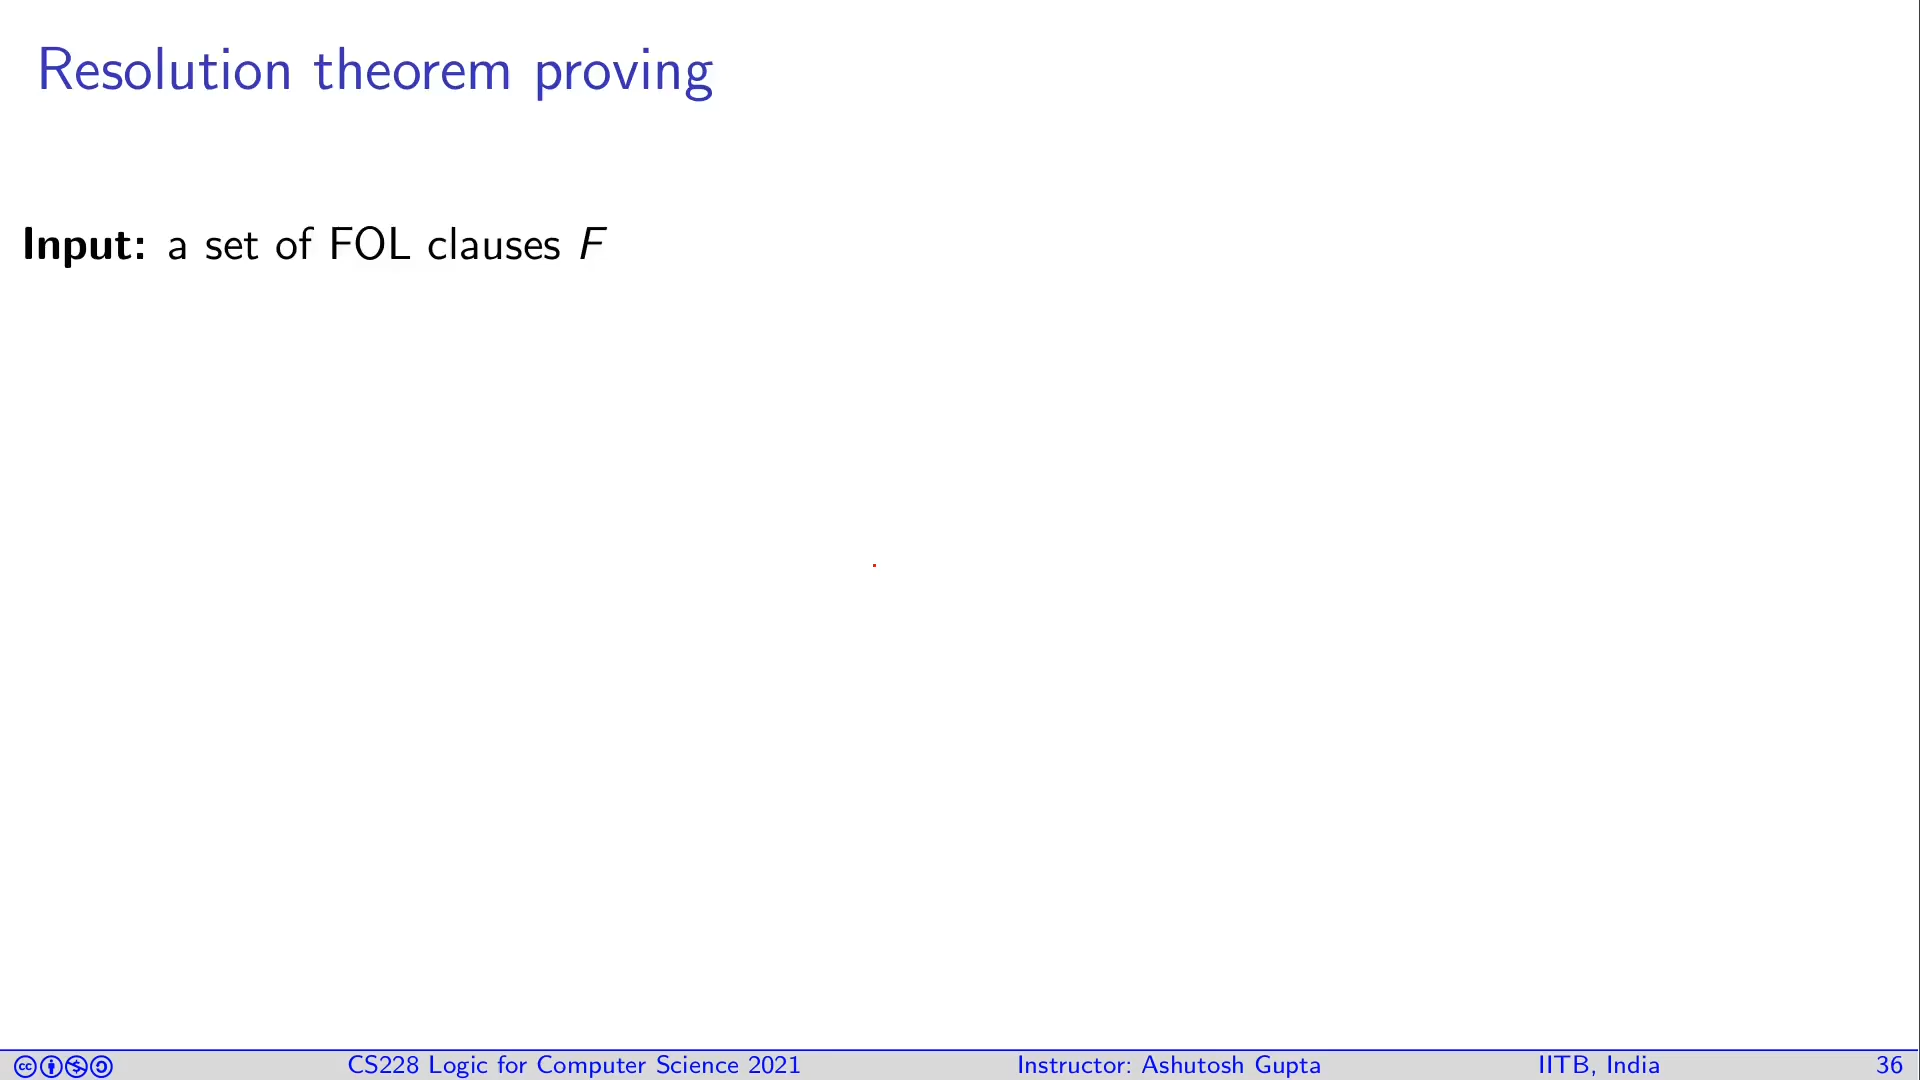 Resolution theorem proving
Input: a set of FOL clauses F
CS228 Logic for Computer Science 2021 Instructor: Ashutosh Gupta IITB, India 36